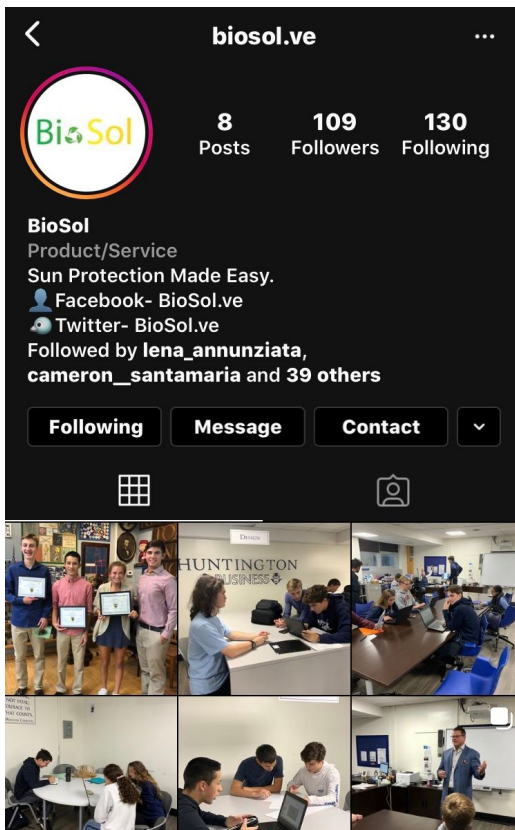 biosol.ve
BioSol
8
Posts
109
Followers
130
Following
BioSol
Product/Service
Sun Protection Made Easy.
Facebook- BioSol.ve
Twitter- BioSol.ve
Followed by lena_annunziata,
cameron__santamaria and 39 others
Following
Message
Contact
DESIGN
HUNTINGTON
BUSINESS